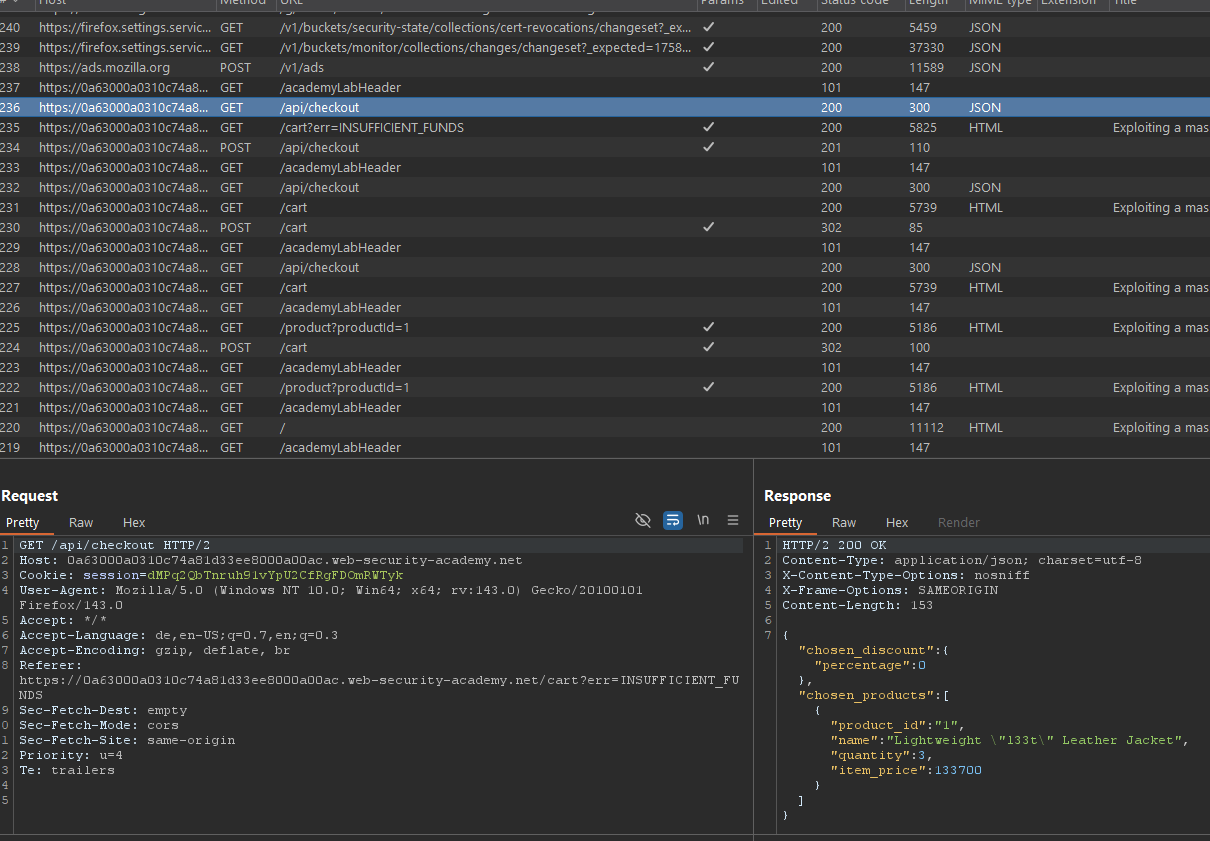 # Host Method URL Params Edited Status code Length MIME type Extension Title
240 https://firefox.settings.servic... GET /v1/buckets/security-state/collections/cert-revocations/changeset?_ex... ✓ 200 5459 JSON
239 https://firefox.settings.servic... GET /v1/buckets/monitor/collections/changes/changeset?_expected=1758... ✓ 200 37330 JSON
238 https://ads.mozilla.org POST /v1/ads ✓ 200 11589 JSON
237 https://0a63000a0310c74a8... GET /academyLabHeader 101 147
236 https://0a63000a0310c74a8... GET /api/checkout 200 300 JSON
235 https://0a63000a0310c74a8... GET /cart?err=INSUFFICIENT_FUNDS ✓ 200 5825 HTML Exploiting a mas
234 https://0a63000a0310c74a8... POST /api/checkout ✓ 201 110
233 https://0a63000a0310c74a8... GET /academyLabHeader 101 147
232 https://0a63000a0310c74a8... GET /api/checkout 200 300 JSON
231 https://0a63000a0310c74a8... GET /cart 200 5739 HTML Exploiting a mas
230 https://0a63000a0310c74a8... POST /cart ✓ 302 85
229 https://0a63000a0310c74a8... GET /academyLabHeader 101 147
228 https://0a63000a0310c74a8... GET /api/checkout 200 300 JSON
227 https://0a63000a0310c74a8... GET /cart 200 5739 HTML Exploiting a mas
226 https://0a63000a0310c74a8... GET /academyLabHeader 101 147
225 https://0a63000a0310c74a8... GET /product?productId=1 ✓ 200 5186 HTML Exploiting a mas
224 https://0a63000a0310c74a8... POST /cart ✓ 302 100
223 https://0a63000a0310c74a8... GET /academyLabHeader 101 147
222 https://0a63000a0310c74a8... GET /product?productId=1 ✓ 200 5186 HTML Exploiting a mas
221 https://0a63000a0310c74a8... GET /academyLabHeader 101 147
220 https://0a63000a0310c74a8... GET / 200 11112 HTML Exploiting a mas
219 https://0a63000a0310c74a8... GET /academyLabHeader 101 147
Request
Pretty Raw Hex
\n
1 GET /api/checkout HTTP/2
2 Host: 0a63000a0310c74a81d33ee8000a00ac.web-security-academy.net
3 Cookie: session=dMPq2QbTnruh91vYpU2CfRgFDOmRWTyk
4 User-Agent: Mozilla/5.0 (Windows NT 10.0; Win64; x64; rv:143.0) Gecko/20100101
Firefox/143.0
5 Accept: */*
6 Accept-Language: de,en-US;q=0.7,en;q=0.3
7 Accept-Encoding: gzip, deflate, br
8 Referer:
https://0a63000a0310c74a81d33ee8000a00ac.web-security-academy.net/cart?err=INSUFFICIENT_FU
NDS
9 Sec-Fetch-Dest: empty
0 Sec-Fetch-Mode: cors
1 Sec-Fetch-Site: same-origin
2 Priority: u=4
3 Te: trailers
4
5
Response
Pretty Raw Hex Render
1 HTTP/2 200 OK
2 Content-Type: application/json; charset=utf-8
3 X-Content-Type-Options: nosniff
4 X-Frame-Options: SAMEORIGIN
5 Content-Length: 153
6
7 {
"chosen_discount":{
"percentage":0
},
"chosen_products":[
{
"product_id":"1",
"name":"Lightweight \"l33t\" Leather Jacket",
"quantity":3,
"item_price":133700
}
]
}